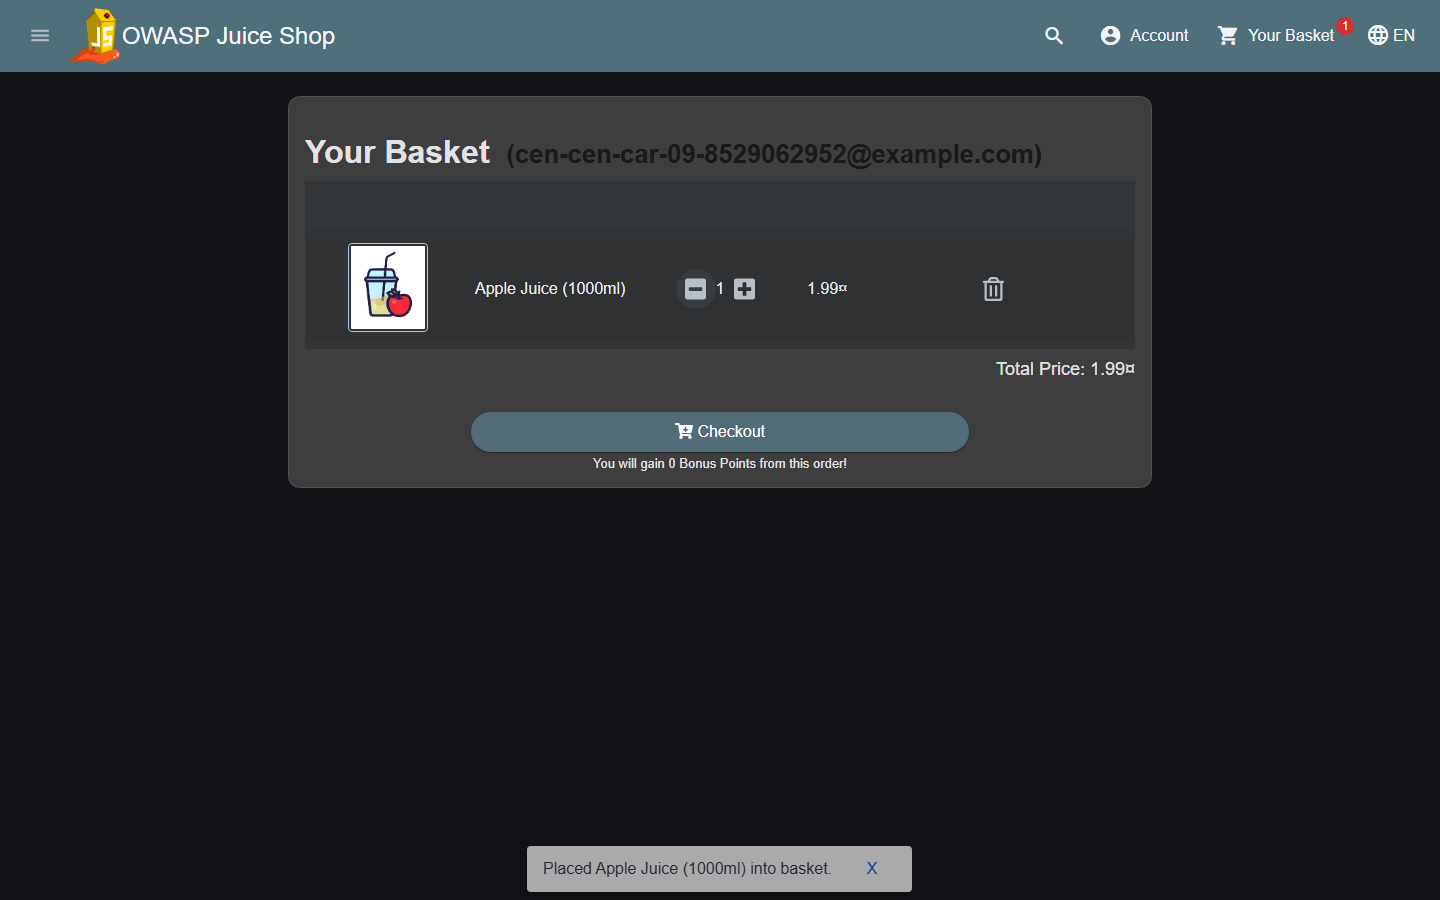 OWASP Juice Shop
Account
Your Basket 1
EN
Your Basket (cen-cen-car-09-8529062952@example.com)
Apple Juice (1000ml) 1 1.99¤
Total Price: 1.99¤
Checkout
You will gain 0 Bonus Points from this order!
Placed Apple Juice (1000ml) into basket. X